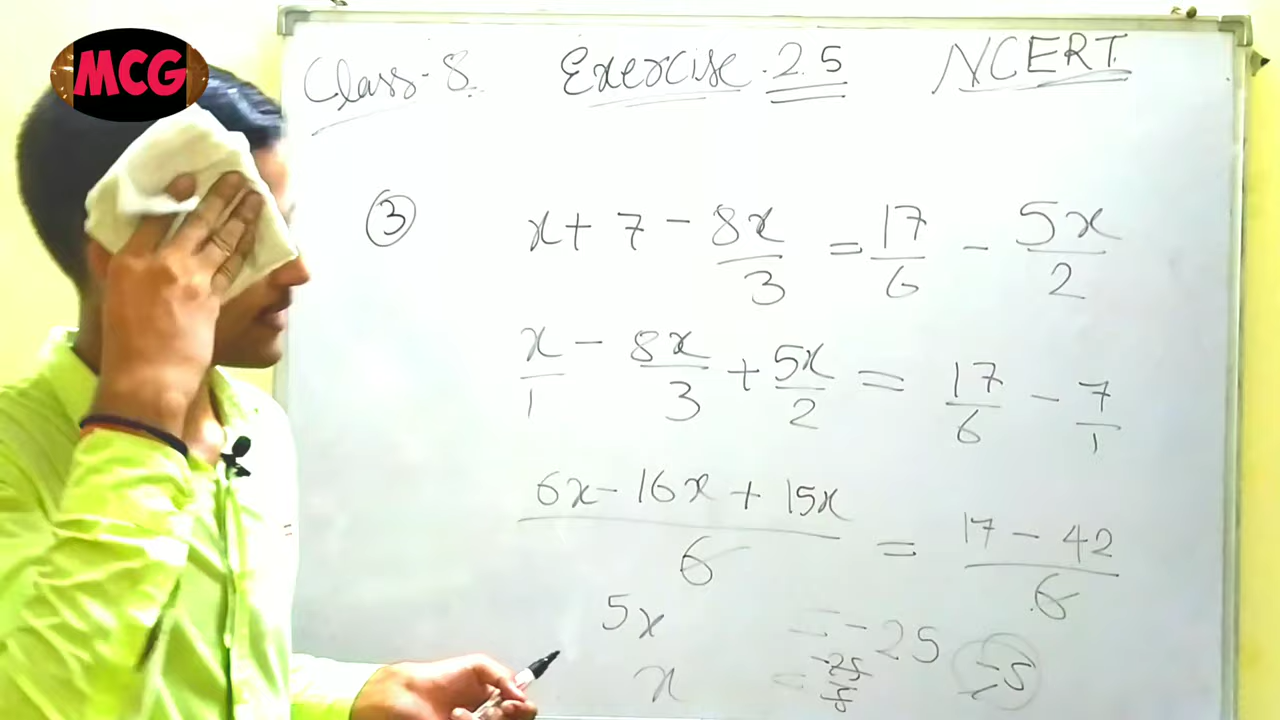 MCG
Class-8 Exercise.2.5 NCERT
③ x + 7 - 8x/3 = 17/6 - 5x/2
x/1 - 8x/3 + 5x/2 = 17/6 - 7/1
6x - 16x + 15x/6 = 17 - 42/6
5x = -25
x = -25/5 = -5